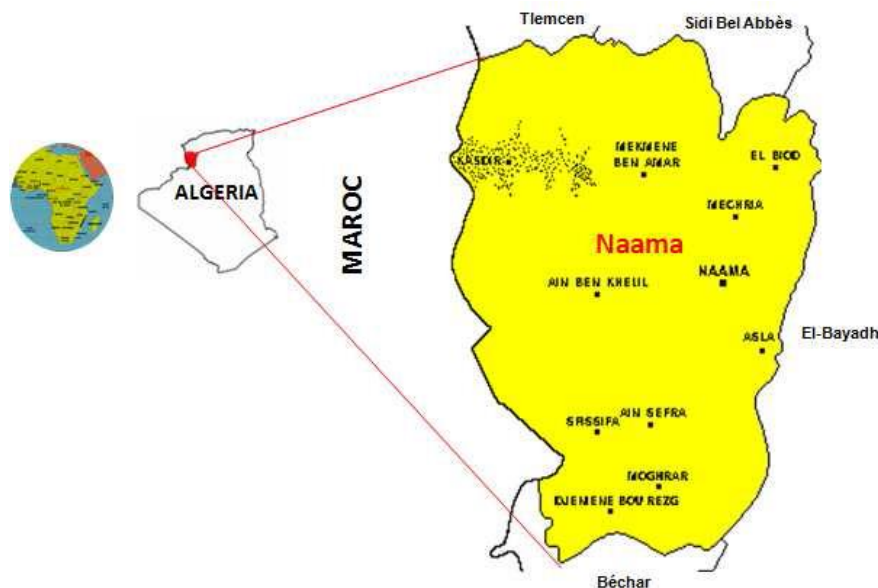 Tlemcen
Sidi Bel Abbès
KASDIR
MEKMENE
BEN AMAR
EL BIOD
ALGERIA
MAROC
MECHRIA
Naama
NAAMA
AIN BEN KHELIL
El-Bayadh
ASLA
SFISSIFA
AIN SEFRA
MOGHRAR
DJENIENE BOU REZG
Béchar